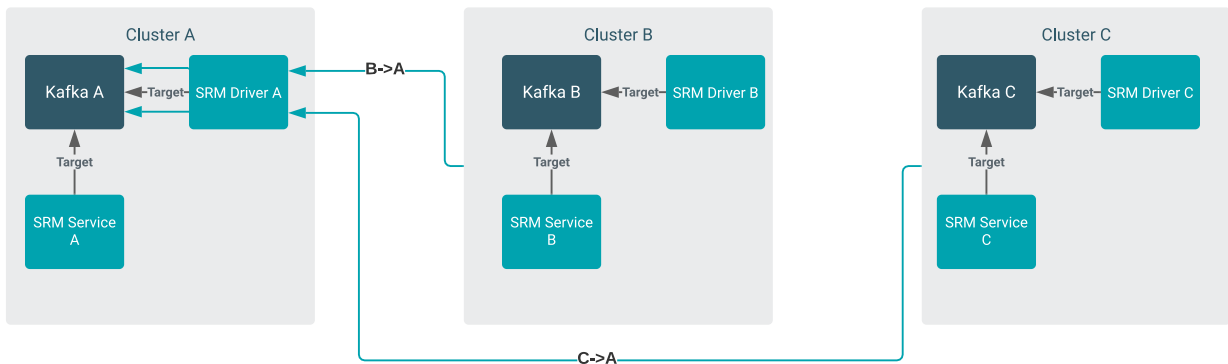 Cluster A
Kafka A
Target
SRM Driver A
Target
SRM Service
A
B->A
Cluster B
Kafka B
Target
SRM Driver B
Target
SRM Service
B
Cluster C
Kafka C
Target
SRM Driver C
Target
SRM Service
C
C->A